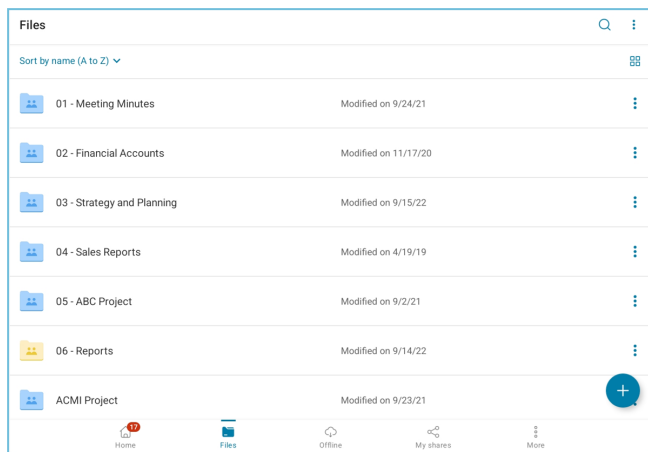 Files
Sort by name (A to Z)
01 - Meeting Minutes Modified on 9/24/21
02 - Financial Accounts Modified on 11/17/20
03 - Strategy and Planning Modified on 9/15/22
04 - Sales Reports Modified on 4/19/19
05 - ABC Project Modified on 9/2/21
06 - Reports Modified on 9/14/22
ACMI Project Modified on 9/23/21
17
Home Files Offline My shares More